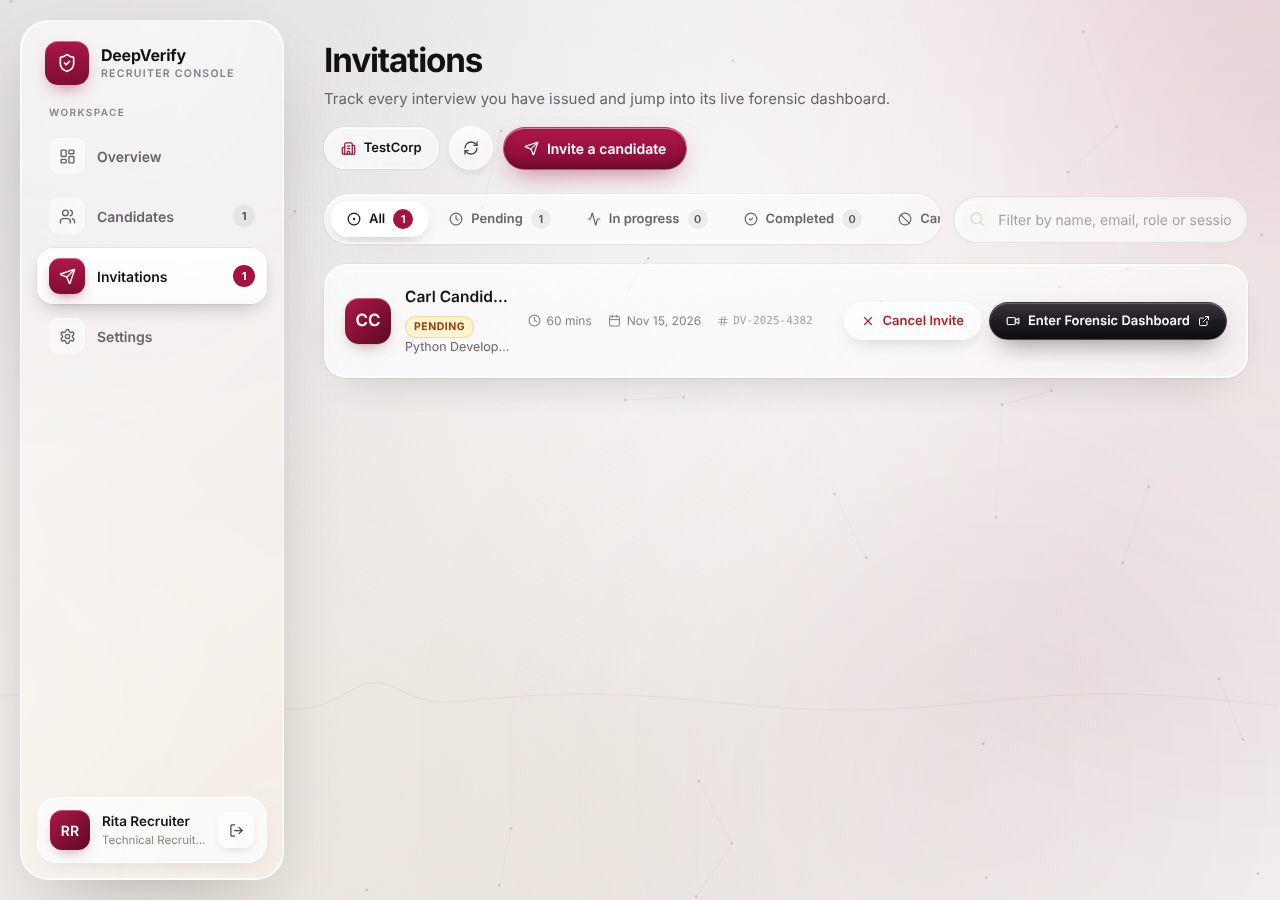 DeepVerify
RECRUITER CONSOLE
WORKSPACE
Overview
Candidates 1
Invitations 1
Settings
RR
Rita Recruiter
Technical Recruit...
Invitations
Track every interview you have issued and jump into its live forensic dashboard.
TestCorp
Invite a candidate
All 1
Pending 1
In progress 0
Completed 0
Filter by name, email, role or sessio
CC
Carl Candid...
PENDING
Python Develop...
60 mins
Nov 15, 2026
# DV-2025-4382
Cancel Invite
Enter Forensic Dashboard